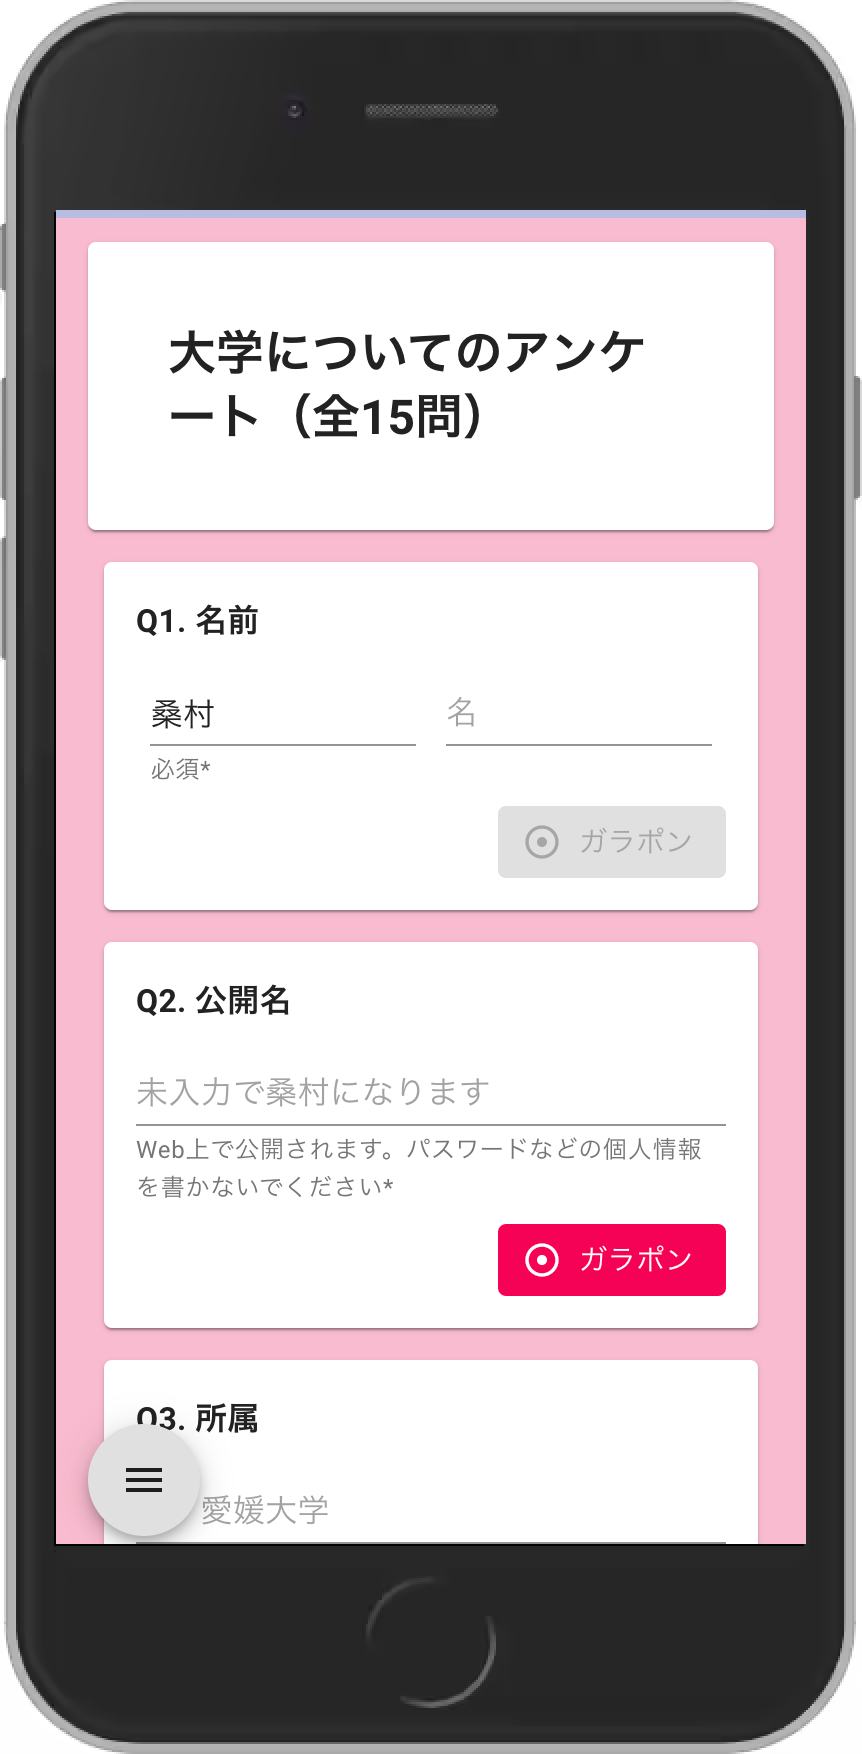 大学についてのアンケ
ート（全15問）
Q1. 名前
桑村
名
必須*
ガラポン
Q2. 公開名
未入力で桑村になります
Web上で公開されます。パスワードなどの個人情報
を書かないでください*
ガラポン
Q3. 所属
愛媛大学